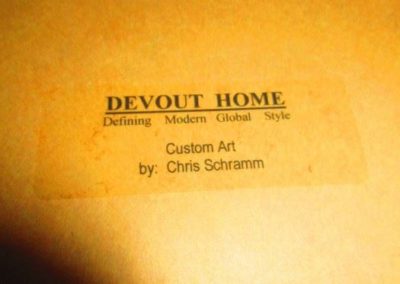 DEVOUT HOME
Defining Modern Global Style
Custom Art
by: Chris Schramm